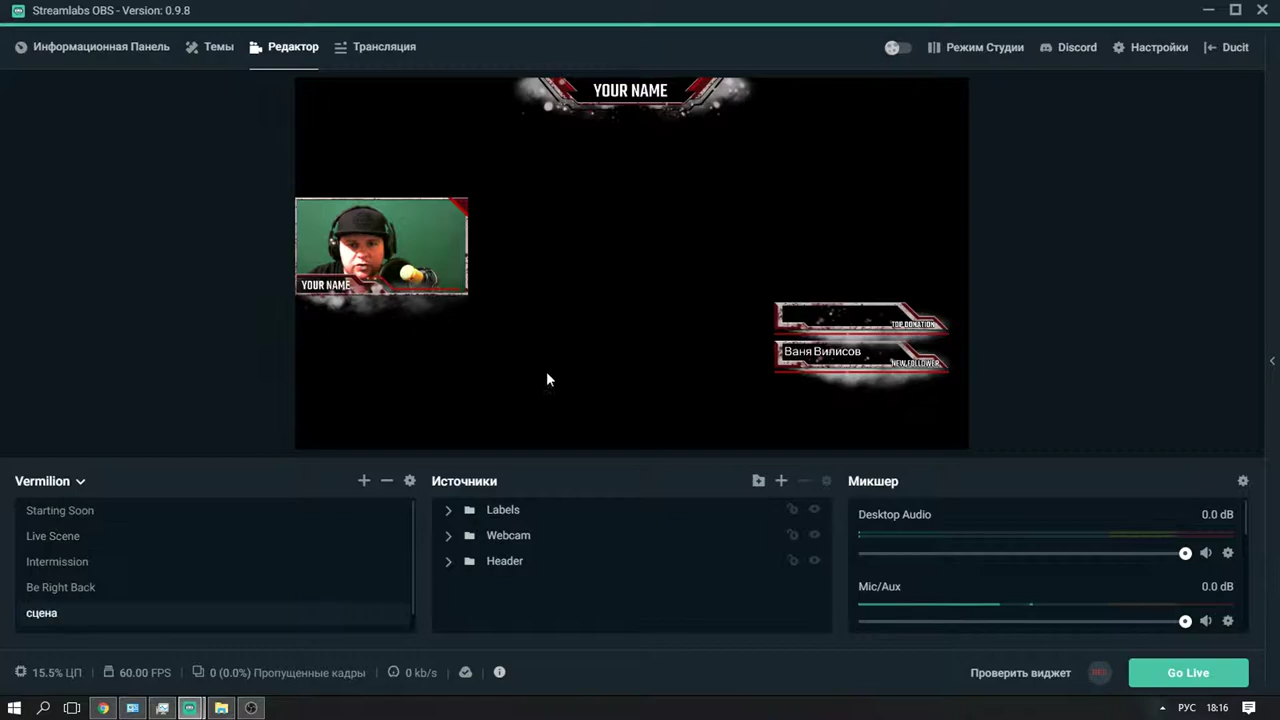 Streamlabs OBS - Version: 0.9.8
Информационная Панель
Темы
Редактор
Трансляция
Режим Студии
Discord
Настройки
Ducit
YOUR NAME
YOUR NAME
TOP DONATION
Ваня Вилисов
NEW FOLLOWER
Vermilion
Starting Soon
Live Scene
Intermission
Be Right Back
сцена
Источники
Labels
Webcam
Header
Микшер
Desktop Audio
0.0 dB
Mic/Aux
0.0 dB
15.5% ЦП
60.00 FPS
0 (0.0%) Пропущенные кадры
0 kb/s
Проверить виджет
REC
Go Live
РУС
18:16